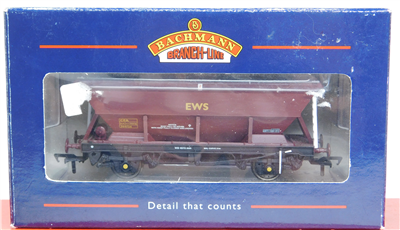 B
BACHMANN
BRANCH-LINE
EWS
Detail that counts